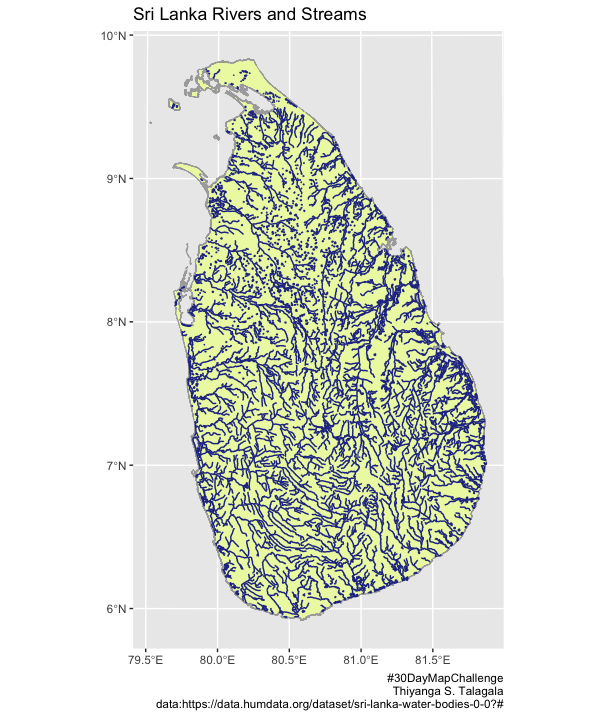 Sri Lanka Rivers and Streams
10°N
9°N
8°N
7°N
6°N
79.5°E 80.0°E 80.5°E 81.0°E 81.5°E
#30DayMapChallenge
Thiyanga S. Talagala
data:https://data.humdata.org/dataset/sri-lanka-water-bodies-0-0?#